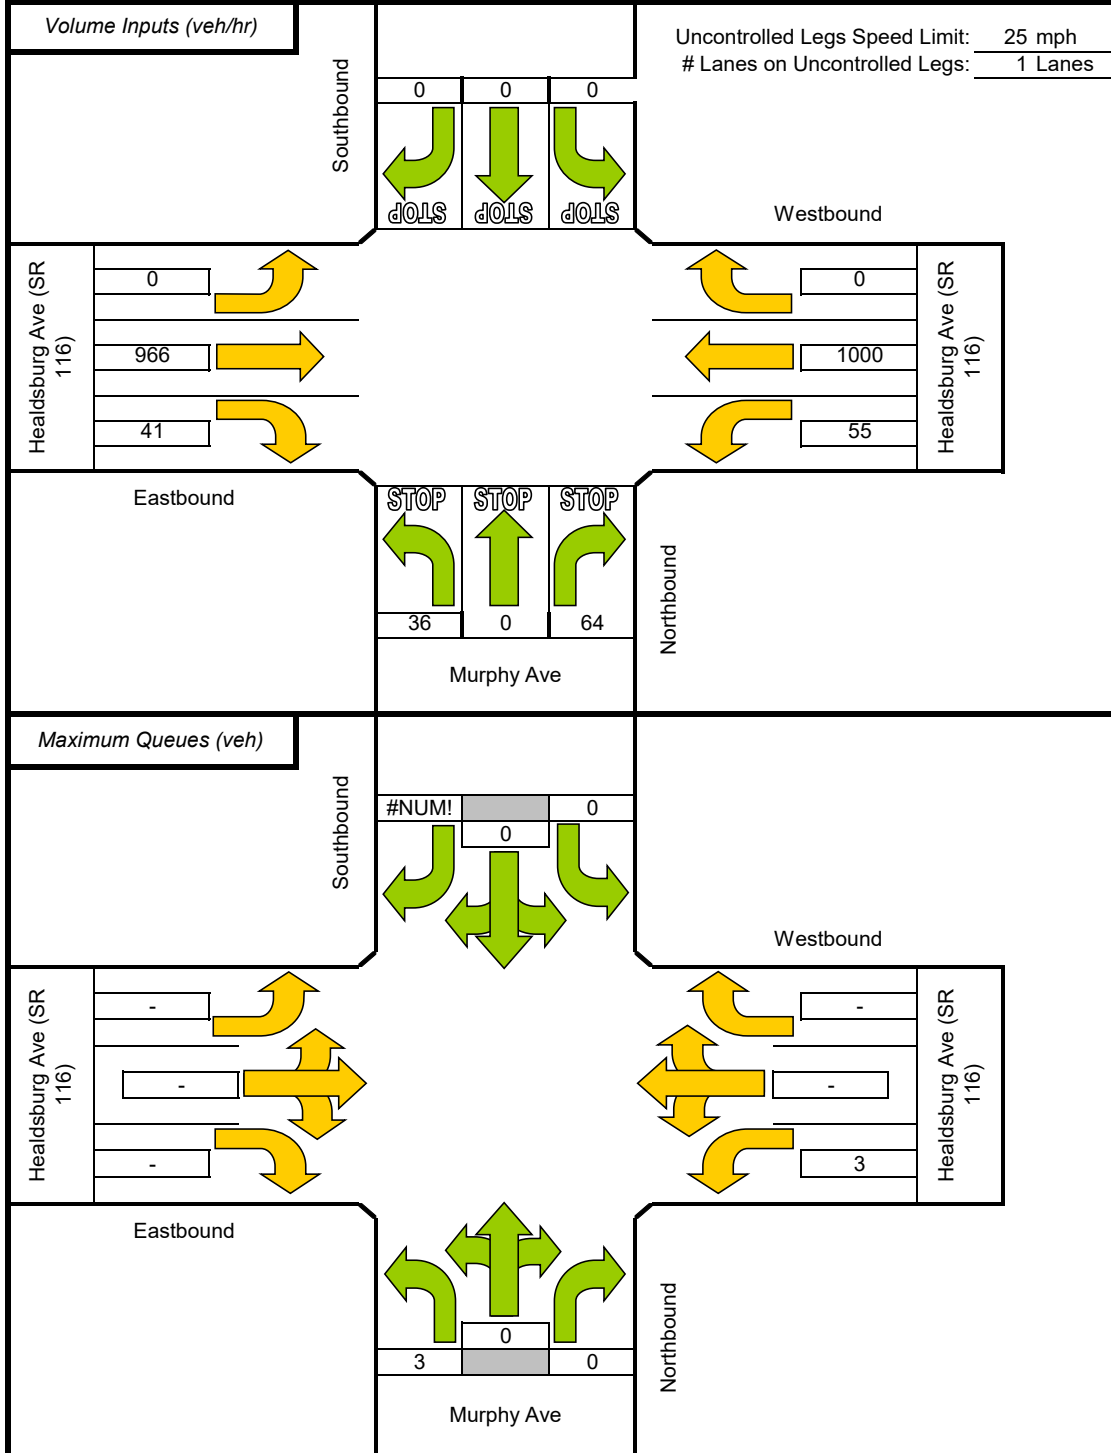 Volume Inputs (veh/hr)
Uncontrolled Legs Speed Limit: 25 mph
# Lanes on Uncontrolled Legs: 1 Lanes
Southbound
0 0 0
STOP STOP STOP
Westbound
Healdsburg Ave (SR
116)
0
966
41
0
1000
55
Healdsburg Ave (SR
116)
Eastbound
STOP STOP STOP
36 0 64
Northbound
Murphy Ave
Maximum Queues (veh)
Southbound
#NUM! 0
0
Westbound
Healdsburg Ave (SR
116)
-
-
-
-
-
3
Healdsburg Ave (SR
116)
Eastbound
0
3 0
Northbound
Murphy Ave